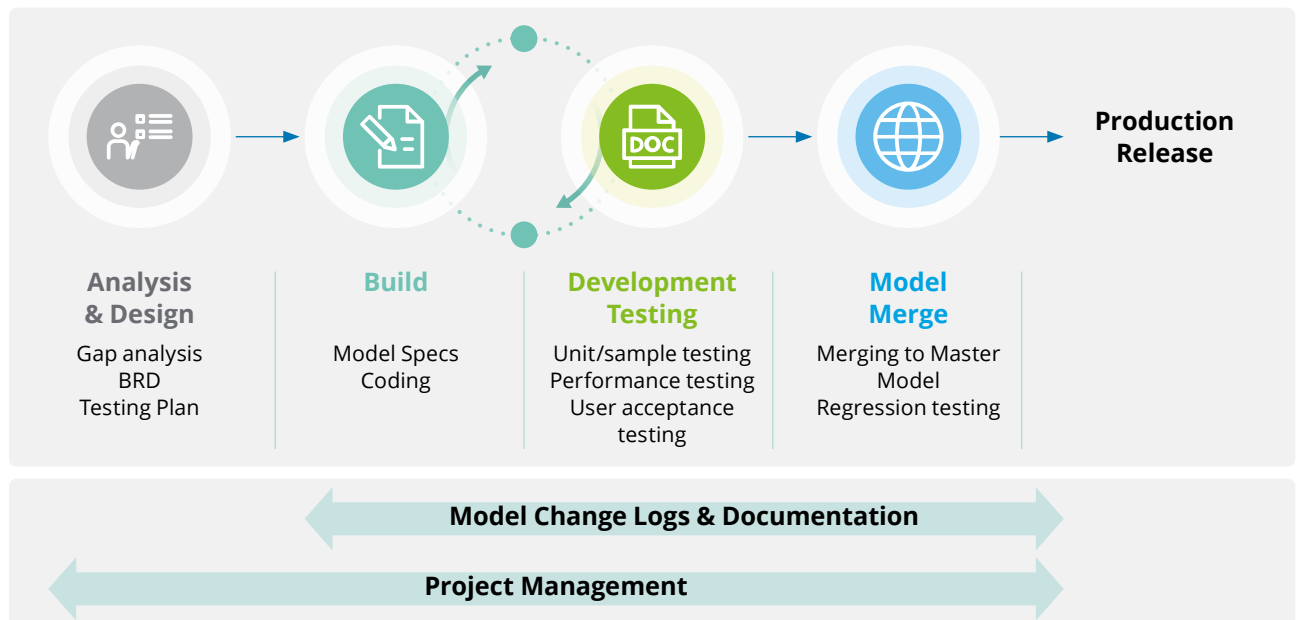 DOC
Production
Release
Analysis
& Design
Gap analysis
BRD
Testing Plan
Build
Model Specs
Coding
Development
Testing
Unit/sample testing
Performance testing
User acceptance
testing
Model
Merge
Merging to Master
Model
Regression testing
Model Change Logs & Documentation
Project Management